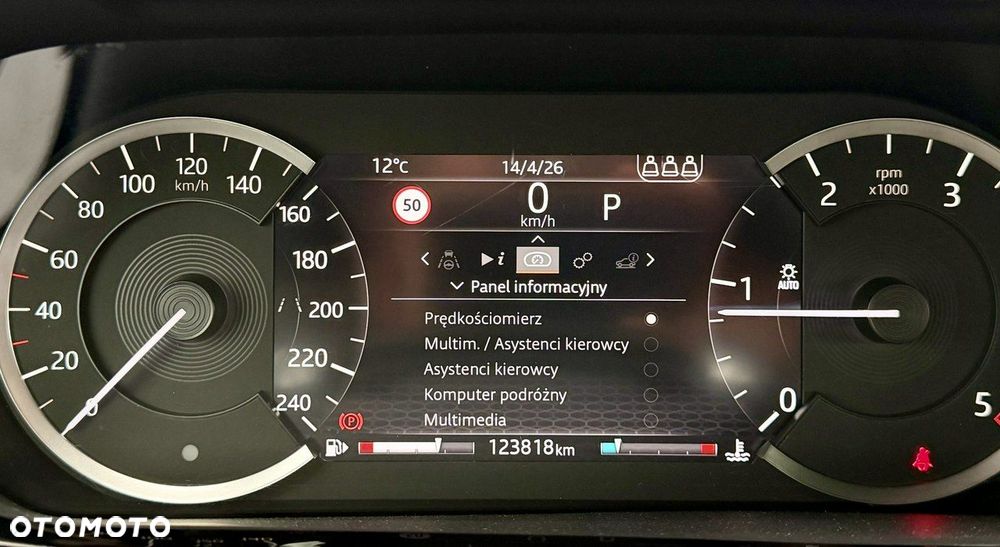 12°C 14/4/26
50 0 P
km/h
i
Panel informacyjny
Prędkościomierz
Multim. / Asystenci kierowcy
Asystenci kierowcy
Komputer podróżny
Multimedia
123818 km
0
20
40
60
80
100
120
km/h
140
160
180
200
220
240
P
rpm
x1000
0
1
2
3
5
AUTO
OTOMOTO